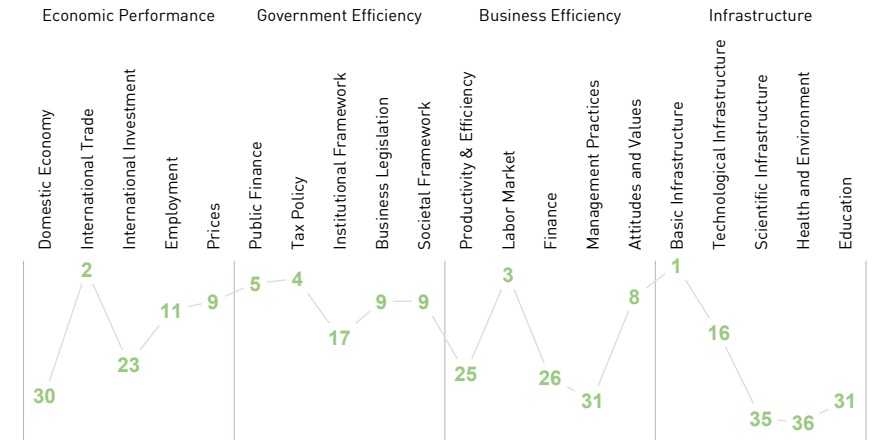 Economic Performance
Government Efficiency
Business Efficiency
Infrastructure
Domestic Economy
International Trade
International Investment
Employment
Prices
Public Finance
Tax Policy
Institutional Framework
Business Legislation
Societal Framework
Productivity & Efficiency
Labor Market
Finance
Management Practices
Attitudes and Values
Basic Infrastructure
Technological Infrastructure
Scientific Infrastructure
Health and Environment
Education
30
2
23
11
9
5
4
17
9
9
25
3
26
31
8
1
16
35
36
31